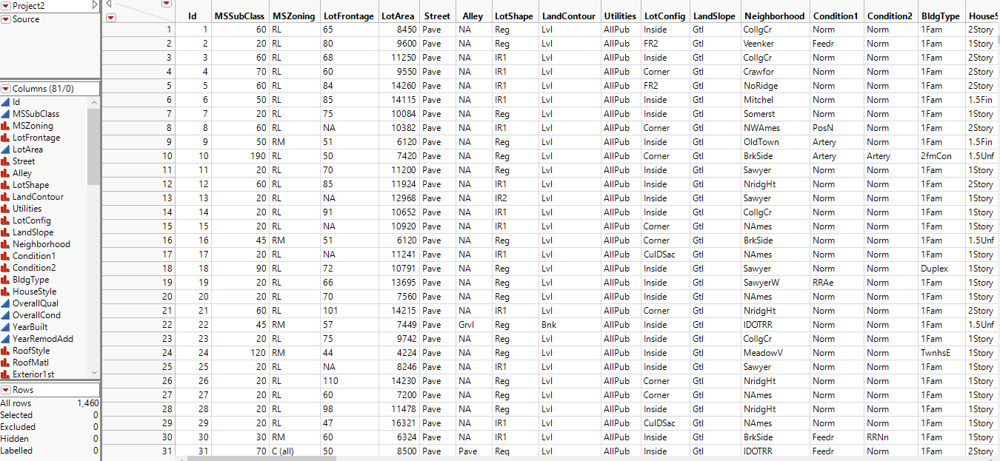 Project2
Source
Columns (81/0)
Id
MSSubClass
MSZoning
LotFrontage
LotArea
Street
Alley
LotShape
LandContour
Utilities
LotConfig
LandSlope
Neighborhood
Condition1
Condition2
BldgType
HouseStyle
OverallQual
OverallCond
YearBuilt
YearRemodAdd
RoofStyle
RoofMatl
Exterior1st
Rows
All rows 1,460
Selected 0
Excluded 0
Hidden 0
Labelled 0
Id MSSubClass MSZoning LotFrontage LotArea Street Alley LotShape LandContour Utilities LotConfig LandSlope Neighborhood Condition1 Condition2 BldgType HouseS
1 1 60 RL 65 8450 Pave NA Reg Lvl AllPub Inside Gtl CollgCr Norm Norm 1Fam 2Story
2 2 20 RL 80 9600 Pave NA Reg Lvl AllPub FR2 Gtl Veenker Feedr Norm 1Fam 1Story
3 3 60 RL 68 11250 Pave NA IR1 Lvl AllPub Inside Gtl CollgCr Norm Norm 1Fam 2Story
4 4 70 RL 60 9550 Pave NA IR1 Lvl AllPub Corner Gtl Crawfor Norm Norm 1Fam 2Story
5 5 60 RL 84 14260 Pave NA IR1 Lvl AllPub FR2 Gtl NoRidge Norm Norm 1Fam 2Story
6 6 50 RL 85 14115 Pave NA IR1 Lvl AllPub Inside Gtl Mitchel Norm Norm 1Fam 1.5Fin
7 7 20 RL 75 10084 Pave NA Reg Lvl AllPub Inside Gtl Somerst Norm Norm 1Fam 1Story
8 8 60 RL NA 10382 Pave NA IR1 Lvl AllPub Corner Gtl NWAmes PosN Norm 1Fam 2Story
9 9 50 RM 51 6120 Pave NA Reg Lvl AllPub Inside Gtl OldTown Artery Norm 1Fam 1.5Fin
10 10 190 RL 50 7420 Pave NA Reg Lvl AllPub Corner Gtl BrkSide Artery Artery 2fmCon 1.5Unf
11 11 20 RL 70 11200 Pave NA Reg Lvl AllPub Inside Gtl Sawyer Norm Norm 1Fam 1Story
12 12 60 RL 85 11924 Pave NA IR1 Lvl AllPub Inside Gtl NridgHt Norm Norm 1Fam 2Story
13 13 20 RL NA 12968 Pave NA IR2 Lvl AllPub Inside Gtl Sawyer Norm Norm 1Fam 1Story
14 14 20 RL 91 10652 Pave NA IR1 Lvl AllPub Inside Gtl CollgCr Norm Norm 1Fam 1Story
15 15 20 RL NA 10920 Pave NA IR1 Lvl AllPub Corner Gtl NAmes Norm Norm 1Fam 1Story
16 16 45 RM 51 6120 Pave NA Reg Lvl AllPub Corner Gtl BrkSide Norm Norm 1Fam 1.5Unf
17 17 20 RL NA 11241 Pave NA IR1 Lvl AllPub CulDSac Gtl NAmes Norm Norm 1Fam 1Story
18 18 90 RL 72 10791 Pave NA Reg Lvl AllPub Inside Gtl Sawyer Norm Norm Duplex 1Story
19 19 20 RL 66 13695 Pave NA Reg Lvl AllPub Inside Gtl SawyerW RRAe Norm 1Fam 1Story
20 20 20 RL 70 7560 Pave NA Reg Lvl AllPub Inside Gtl NAmes Norm Norm 1Fam 1Story
21 21 60 RL 101 14215 Pave NA IR1 Lvl AllPub Corner Gtl NridgHt Norm Norm 1Fam 2Story
22 22 45 RM 57 7449 Pave Grvl Reg Bnk AllPub Inside Gtl IDOTRR Norm Norm 1Fam 1.5Unf
23 23 20 RL 75 9742 Pave NA Reg Lvl AllPub Inside Gtl CollgCr Norm Norm 1Fam 1Story
24 24 120 RM 44 4224 Pave NA Reg Lvl AllPub Inside Gtl MeadowV Norm Norm TwnhsE 1Story
25 25 20 RL NA 8246 Pave NA IR1 Lvl AllPub Inside Gtl Sawyer Norm Norm 1Fam 1Story
26 26 20 RL 110 14230 Pave NA Reg Lvl AllPub Corner Gtl NridgHt Norm Norm 1Fam 1Story
27 27 20 RL 60 7200 Pave NA Reg Lvl AllPub Corner Gtl NAmes Norm Norm 1Fam 1Story
28 28 20 RL 98 11478 Pave NA Reg Lvl AllPub Inside Gtl NridgHt Norm Norm 1Fam 1Story
29 29 20 RL 47 16321 Pave NA IR1 Lvl AllPub CulDSac Gtl NAmes Norm Norm 1Fam 1Story
30 30 30 RM 60 6324 Pave NA IR1 Lvl AllPub Inside Gtl BrkSide Feedr RRNn 1Fam 1Story
31 31 70 C (all) 50 8500 Pave Pave Reg Lvl AllPub Inside Gtl IDOTRR Feedr Norm 1Fam 2Story